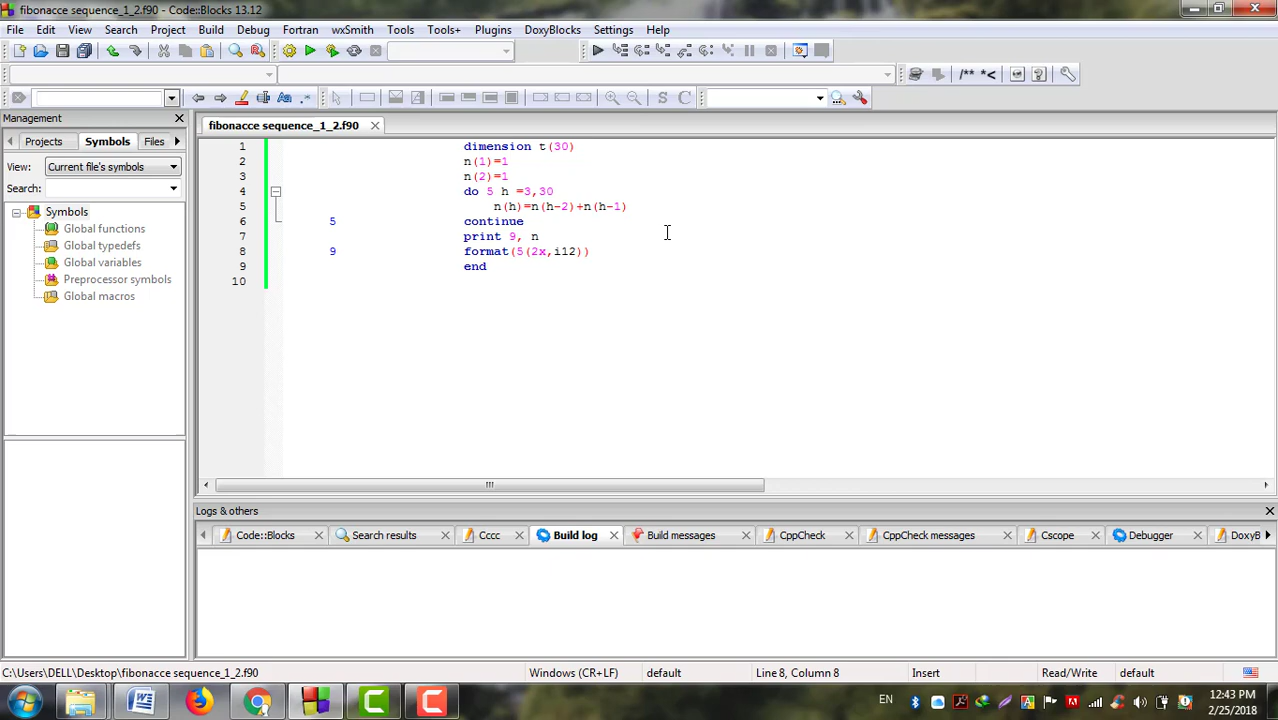 fibonacce sequence_1_2.f90 - Code::Blocks 13.12
File Edit View Search Project Build Debug Fortran wxSmith Tools Tools+ Plugins DoxyBlocks Settings Help
/** *<
Aa .*
S C
Management
fibonacce sequence_1_2.f90
Projects Symbols Files
View: Current file's symbols
Search:
Symbols
Global functions
Global typedefs
Global variables
Preprocessor symbols
Global macros
1 dimension t(30)
2 n(1)=1
3 n(2)=1
4 do 5 h =3,30
5 n(h)=n(h-2)+n(h-1)
6 5 continue
7 print 9, n
8 9 format(5(2x,i12))
9 end
10
Logs & others
Code::Blocks Search results Cccc Build log Build messages CppCheck CppCheck messages Cscope Debugger DoxyB
C:\Users\DELL\Desktop\fibonacce sequence_1_2.f90 Windows (CR+LF) default Line 8, Column 8 Insert Read/Write default
EN
12:43 PM
2/25/2018